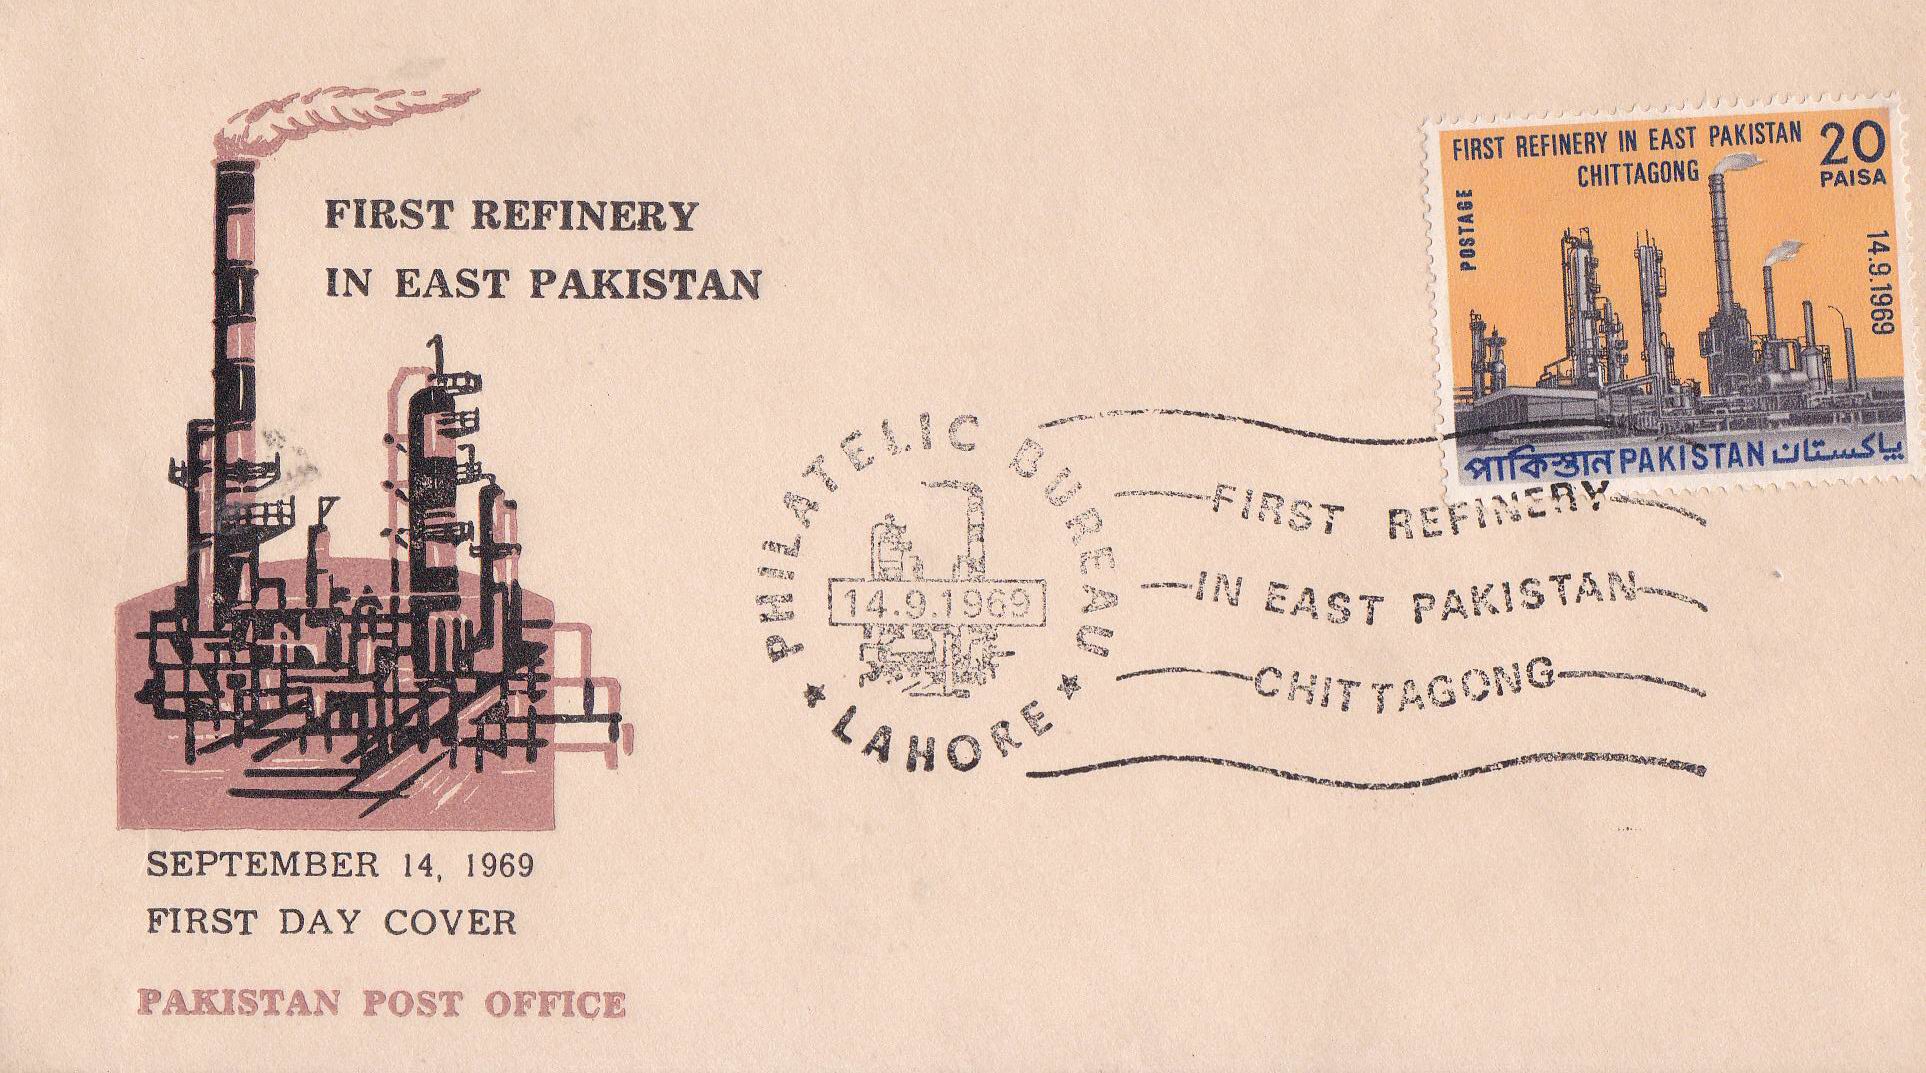 FIRST REFINERY
IN EAST PAKISTAN
SEPTEMBER 14, 1969
FIRST DAY COVER
PAKISTAN POST OFFICE
PHILATELIC BUREAU
14.9.1969
★ LAHORE ★
FIRST REFINERY
IN EAST PAKISTAN
CHITTAGONG
FIRST REFINERY IN EAST PAKISTAN
CHITTAGONG
20
PAISA
POSTAGE
14.9.1969
পাকিস্তান PAKISTAN پاکستان